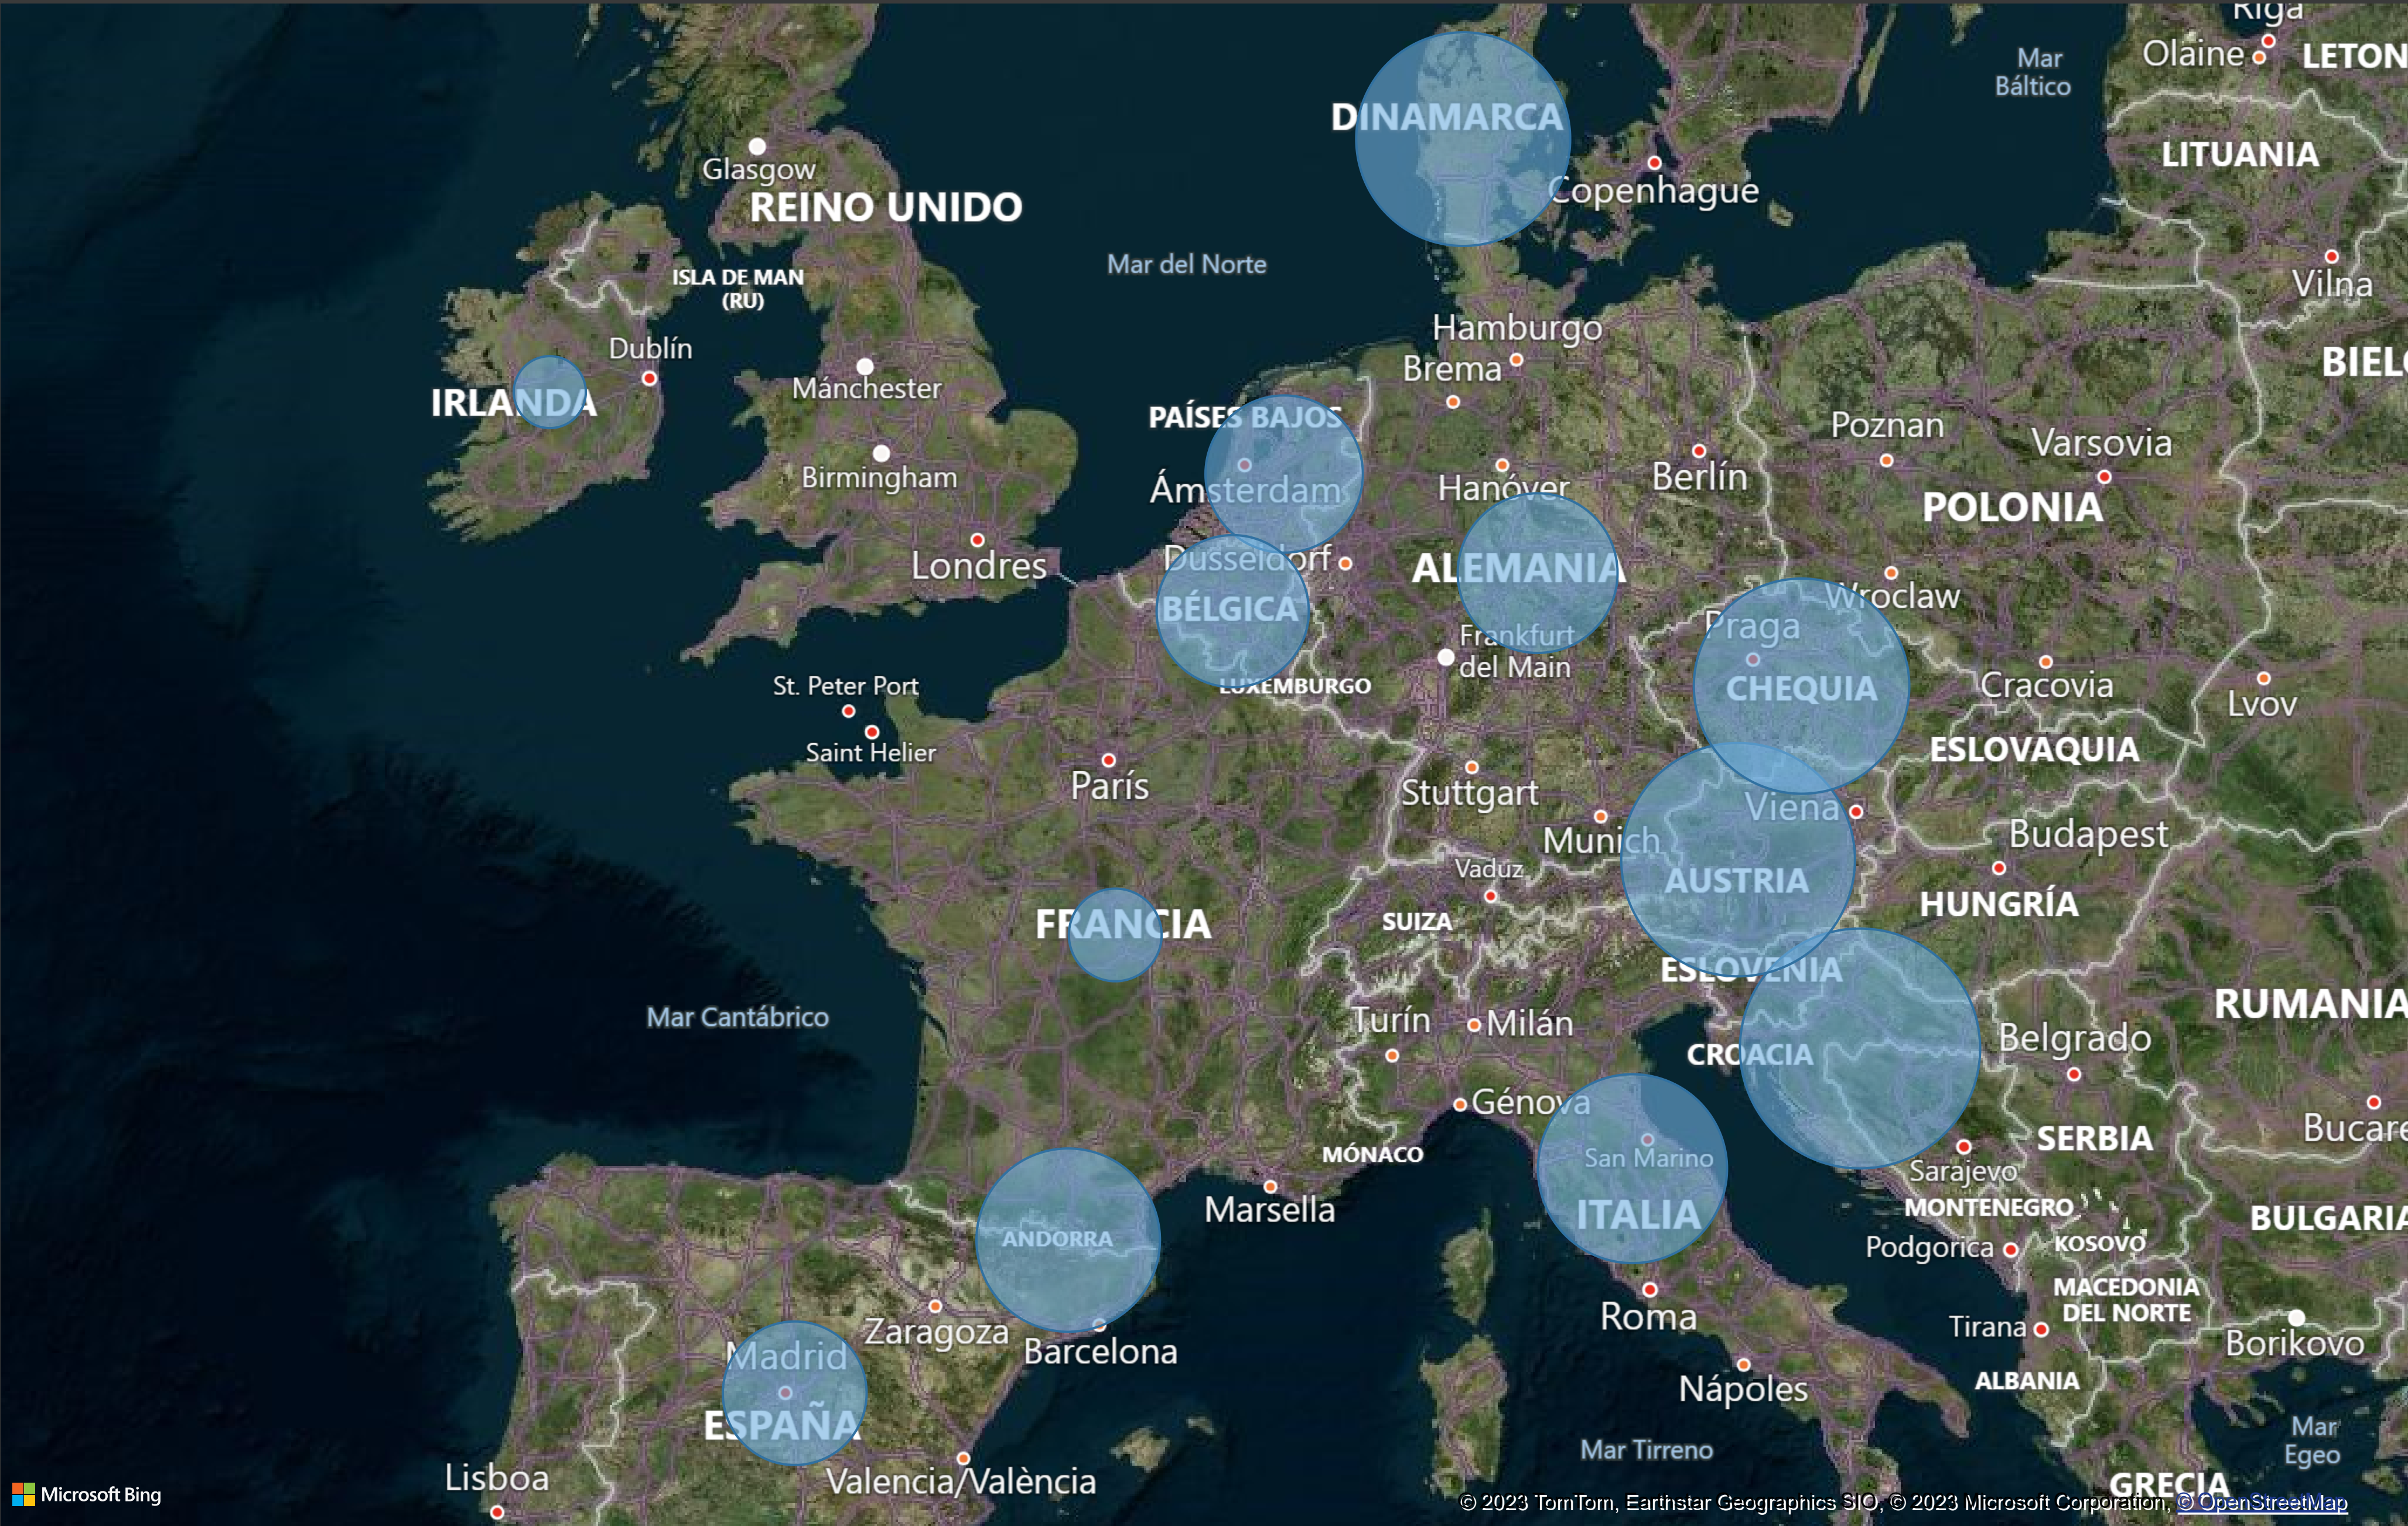 Riga
Olaine
LETON
Mar
Báltico
DINAMARCA
LITUANIA
Glasgow
Copenhague
REINO UNIDO
Mar del Norte
ISLA DE MAN
(RU)
Vilna
Hamburgo
Dublín
Brema
BIEL
Mánchester
IRLANDA
PAÍSES BAJOS
Poznan
Varsovia
Birmingham
Ámsterdam
Hanóver
Berlín
POLONIA
Londres
Dusseldorf
ALEMANIA
Wroclaw
BÉLGICA
Praga
Frankfurt
del Main
St. Peter Port
LUXEMBURGO
CHEQUIA
Cracovia
Lvov
Saint Helier
ESLOVAQUIA
París
Stuttgart
Viena
Munich
Budapest
Vaduz
AUSTRIA
FRANCIA
SUIZA
HUNGRÍA
ESLOVENIA
Mar Cantábrico
Turín
Milán
RUMANIA
CROACIA
Belgrado
Génova
SERBIA
Bucare
MÓNACO
San Marino
Sarajevo
Marsella
ITALIA
MONTENEGRO
BULGARIA
ANDORRA
Podgorica
KOSOVO
MACEDONIA
DEL NORTE
Zaragoza
Roma
Tirana
Borikovo
Barcelona
Madrid
Nápoles
ALBANIA
ESPAÑA
Mar
Egeo
Mar Tirreno
Lisboa
Valencia/València
GRECIA
Microsoft Bing
© 2023 TomTom, Earthstar Geographics SIO, © 2023 Microsoft Corporation, © OpenStreetMap